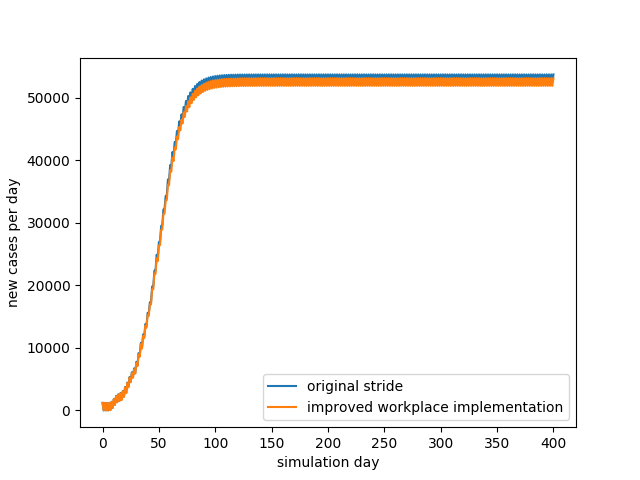 50000
40000
30000
20000
10000
0
new cases per day
original stride
improved workplace implementation
0 50 100 150 200 250 300 350 400
simulation day